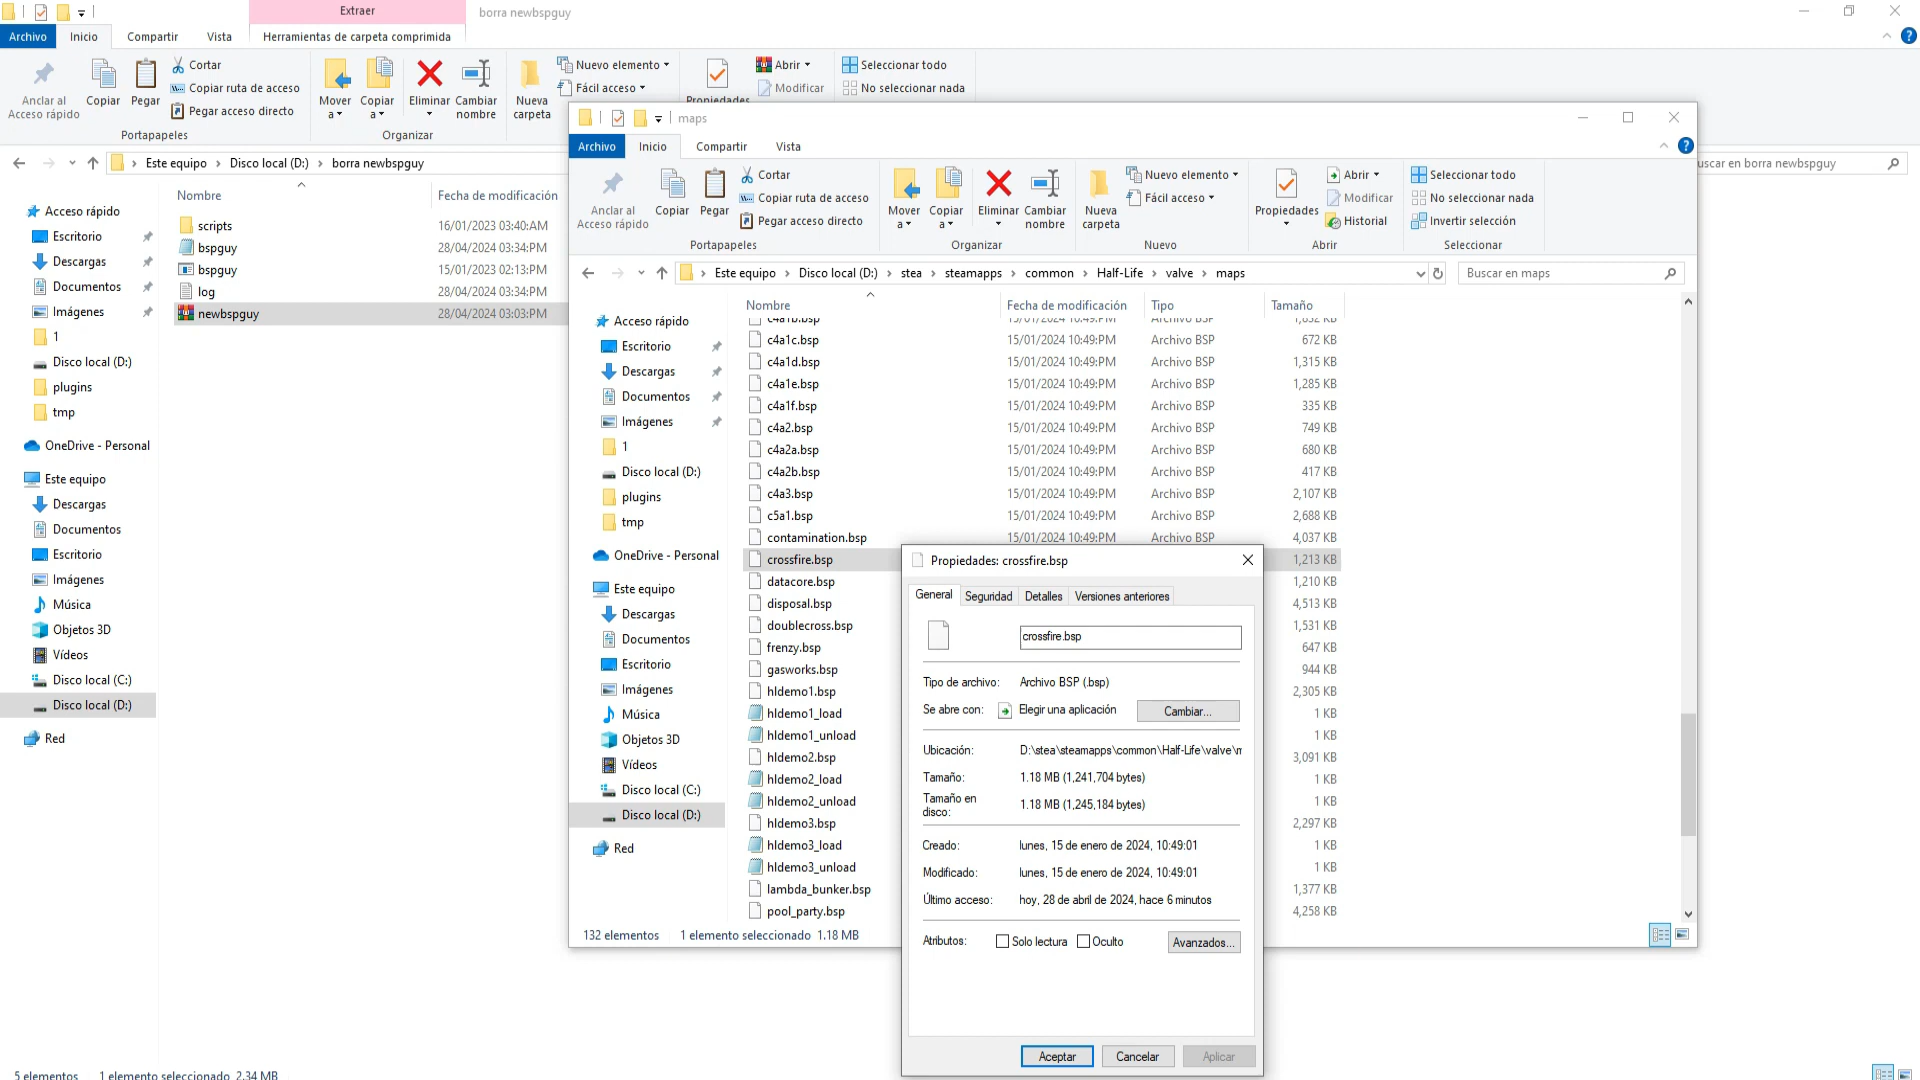 Extraer
borra newbspguy
Archivo
Inicio
Compartir
Vista
Herramientas de carpeta comprimida
Anclar al
Acceso rápido
Copiar
Pegar
Cortar
Copiar ruta de acceso
Pegar acceso directo
Portapapeles
Mover
a
Copiar
a
Eliminar
Cambiar
nombre
Organizar
Nueva
carpeta
Nuevo elemento
Fácil acceso
Propiedades
Abrir
Modificar
Seleccionar todo
No seleccionar nada
Este equipo > Disco local (D:) > borra newbspguy
uscar en borra newbspguy
Nombre
Fecha de modificación
scripts 16/01/2023 03:40:AM
bspguy 28/04/2024 03:34:PM
bspguy 15/01/2023 02:13:PM
log 28/04/2024 03:34:PM
newbspguy 28/04/2024 03:03:PM
Acceso rápido
Escritorio
Descargas
Documentos
Imágenes
1
Disco local (D:)
plugins
tmp
OneDrive - Personal
Este equipo
Descargas
Documentos
Escritorio
Imágenes
Música
Objetos 3D
Vídeos
Disco local (C:)
Disco local (D:)
Red
5 elementos 1 elemento seleccionado 2.34 MB
maps
Archivo
Inicio
Compartir
Vista
Anclar al
Acceso rápido
Copiar
Pegar
Cortar
Copiar ruta de acceso
Pegar acceso directo
Portapapeles
Mover
a
Copiar
a
Eliminar
Cambiar
nombre
Organizar
Nueva
carpeta
Nuevo elemento
Fácil acceso
Nuevo
Propiedades
Abrir
Modificar
Historial
Abrir
Seleccionar todo
No seleccionar nada
Invertir selección
Seleccionar
Este equipo > Disco local (D:) > stea > steamapps > common > Half-Life > valve > maps
Buscar en maps
Acceso rápido
Escritorio
Descargas
Documentos
Imágenes
1
Disco local (D:)
plugins
tmp
OneDrive - Personal
Este equipo
Descargas
Documentos
Escritorio
Imágenes
Música
Objetos 3D
Vídeos
Disco local (C:)
Disco local (D:)
Red
Nombre Fecha de modificación Tipo Tamaño
c4a1b.bsp 15/01/2024 10:49:PM Archivo BSP 1,632 KB
c4a1c.bsp 15/01/2024 10:49:PM Archivo BSP 672 KB
c4a1d.bsp 15/01/2024 10:49:PM Archivo BSP 1,315 KB
c4a1e.bsp 15/01/2024 10:49:PM Archivo BSP 1,285 KB
c4a1f.bsp 15/01/2024 10:49:PM Archivo BSP 335 KB
c4a2.bsp 15/01/2024 10:49:PM Archivo BSP 749 KB
c4a2a.bsp 15/01/2024 10:49:PM Archivo BSP 680 KB
c4a2b.bsp 15/01/2024 10:49:PM Archivo BSP 417 KB
c4a3.bsp 15/01/2024 10:49:PM Archivo BSP 2,107 KB
c5a1.bsp 15/01/2024 10:49:PM Archivo BSP 2,688 KB
contamination.bsp 15/01/2024 10:49:PM Archivo BSP 4,037 KB
crossfire.bsp 1,213 KB
datacore.bsp 1,210 KB
disposal.bsp 4,513 KB
doublecross.bsp 1,531 KB
frenzy.bsp 647 KB
gasworks.bsp 944 KB
hldemo1.bsp 2,305 KB
hldemo1_load 1 KB
hldemo1_unload 1 KB
hldemo2.bsp 3,091 KB
hldemo2_load 1 KB
hldemo2_unload 1 KB
hldemo3.bsp 2,297 KB
hldemo3_load 1 KB
hldemo3_unload 1 KB
lambda_bunker.bsp 1,377 KB
pool_party.bsp 4,258 KB
132 elementos 1 elemento seleccionado 1.18 MB
Propiedades: crossfire.bsp
General
Seguridad
Detalles
Versiones anteriores
crossfire.bsp
Tipo de archivo: Archivo BSP (.bsp)
Se abre con: Elegir una aplicación Cambiar...
Ubicación: D:\stea\steamapps\common\Half-Life\valve\m
Tamaño: 1.18 MB (1,241,704 bytes)
Tamaño en
disco: 1.18 MB (1,245,184 bytes)
Creado: lunes, 15 de enero de 2024, 10:49:01
Modificado: lunes, 15 de enero de 2024, 10:49:01
Último acceso: hoy, 28 de abril de 2024, hace 6 minutos
Atributos: Solo lectura Oculto Avanzados...
Aceptar Cancelar Aplicar